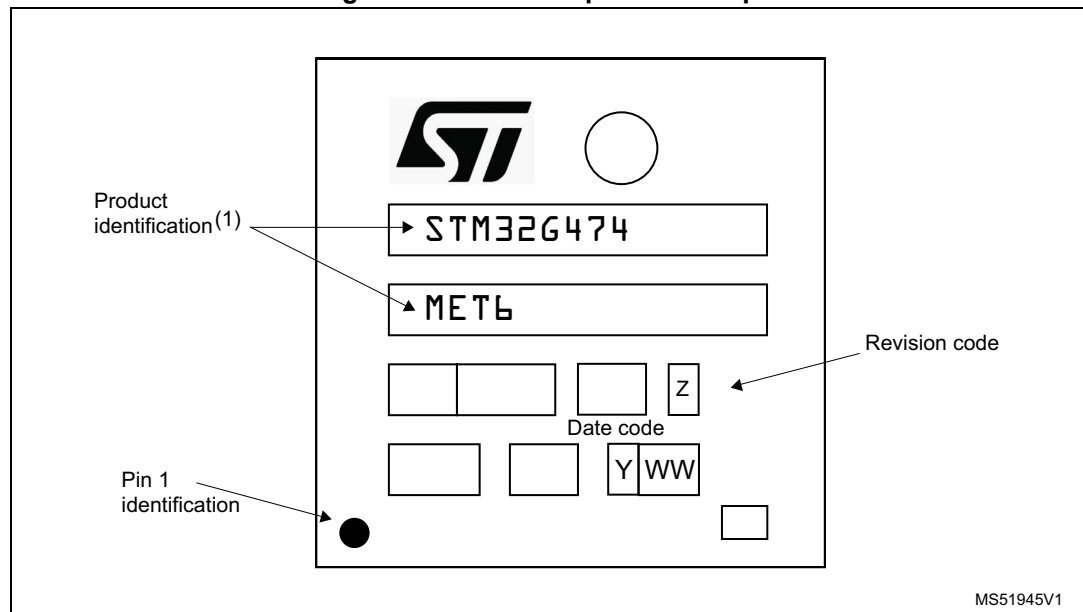 ST
Product
identification(1)
STM32G474
MET6
Revision code
Z
Date code
Y WW
Pin 1
identification
MS51945V1